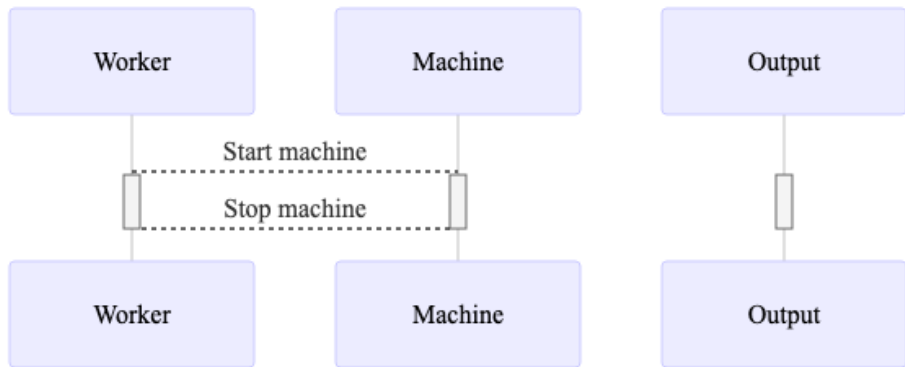 Worker
Machine
Output
Start machine
Stop machine
Worker
Machine
Output